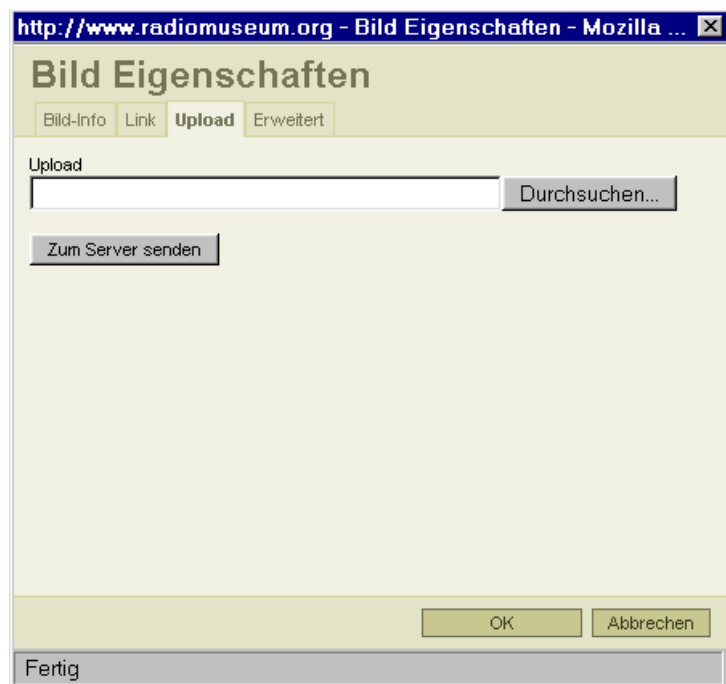 http://www.radiomuseum.org - Bild Eigenschaften - Mozilla ...
Bild Eigenschaften
Bild-Info Link Upload Erweitert
Upload
Durchsuchen...
Zum Server senden
OK Abbrechen
Fertig